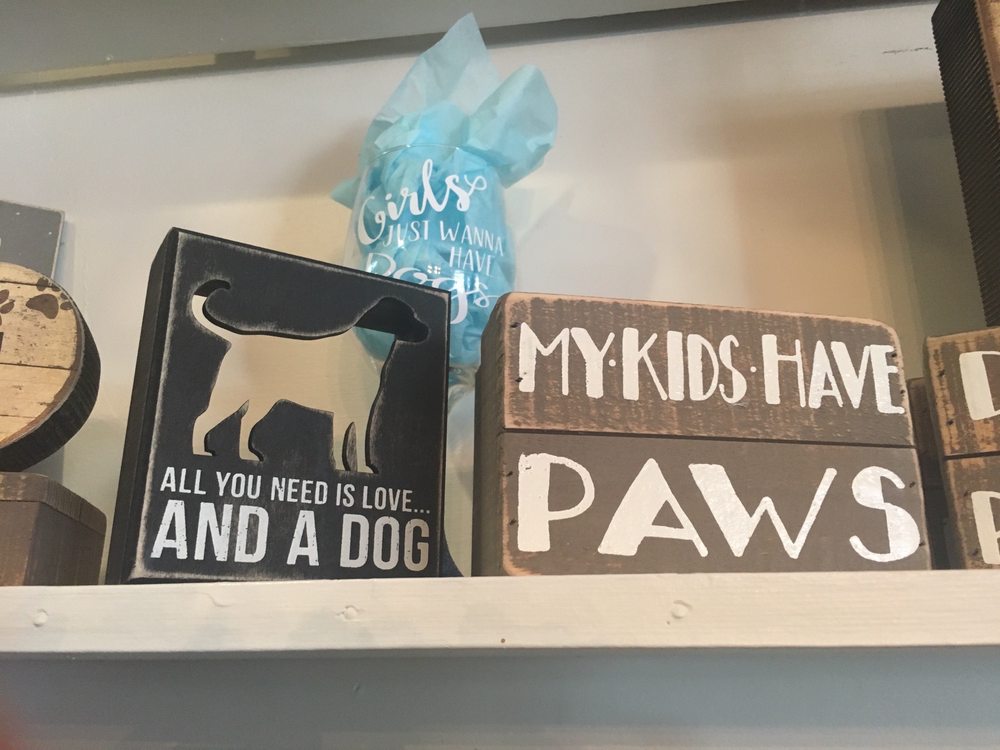 Girls
JUST WANNA
HAVE
Dogs
ALL YOU NEED IS LOVE...
AND A DOG
MY·KIDS·HAVE
PAWS